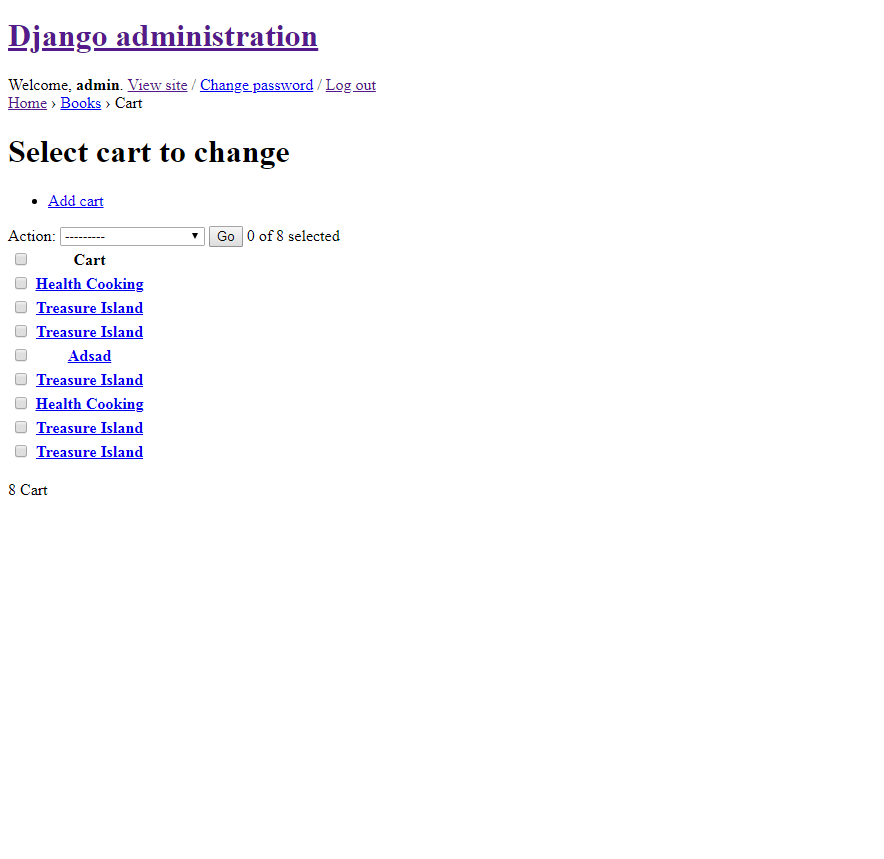 Django administration
Welcome, admin. View site / Change password / Log out
Home › Books › Cart
Select cart to change
• Add cart
Action: --------- Go 0 of 8 selected
Cart
Health Cooking
Treasure Island
Treasure Island
Adsad
Treasure Island
Health Cooking
Treasure Island
Treasure Island
8 Cart